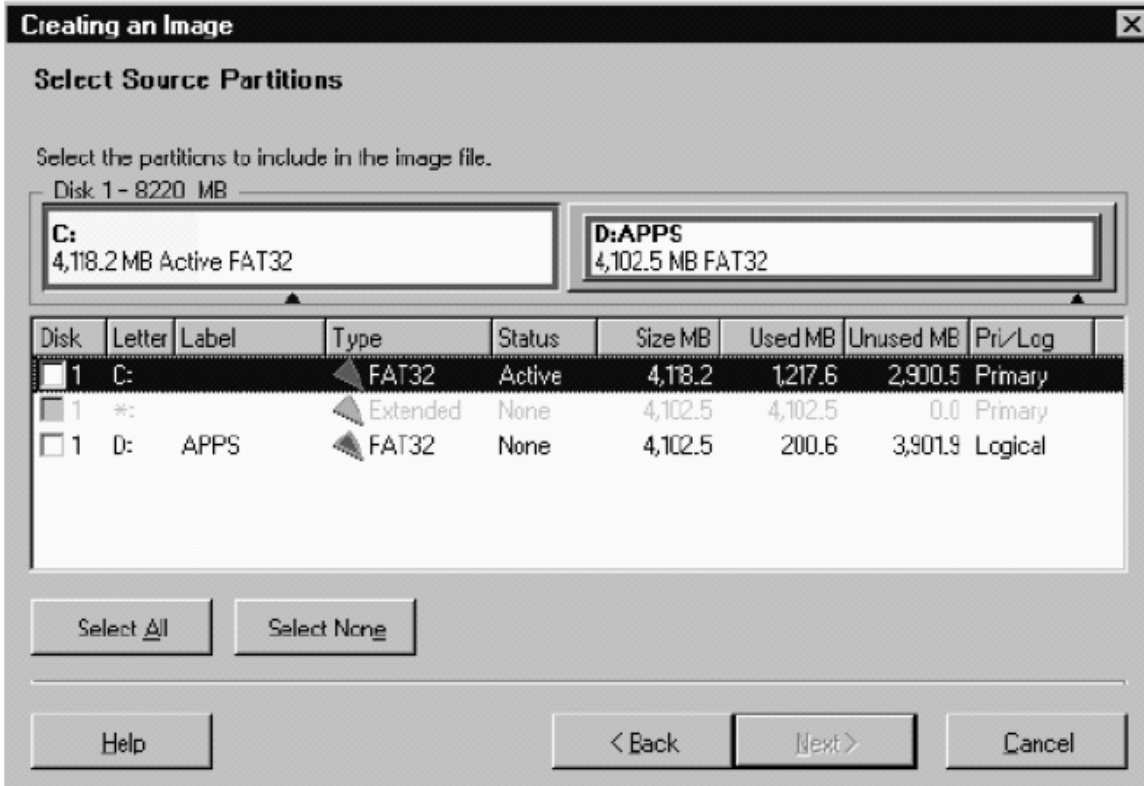 Creating an Image
Select Source Partitions
Select the partitions to include in the image file.
Disk 1 - 8220 MB
C:
4,118.2 MB Active FAT32
D:APPS
4,102.5 MB FAT32
Disk Letter Label Type Status Size MB Used MB Unused MB Pri/Log
1 C: FAT32 Active 4,118.2 1,217.6 2,900.5 Primary
1 *: Extended None 4,102.5 4,102.5 0.0 Primary
1 D: APPS FAT32 None 4,102.5 200.6 3,901.9 Logical
Select All Select None
Help < Back Next > Cancel